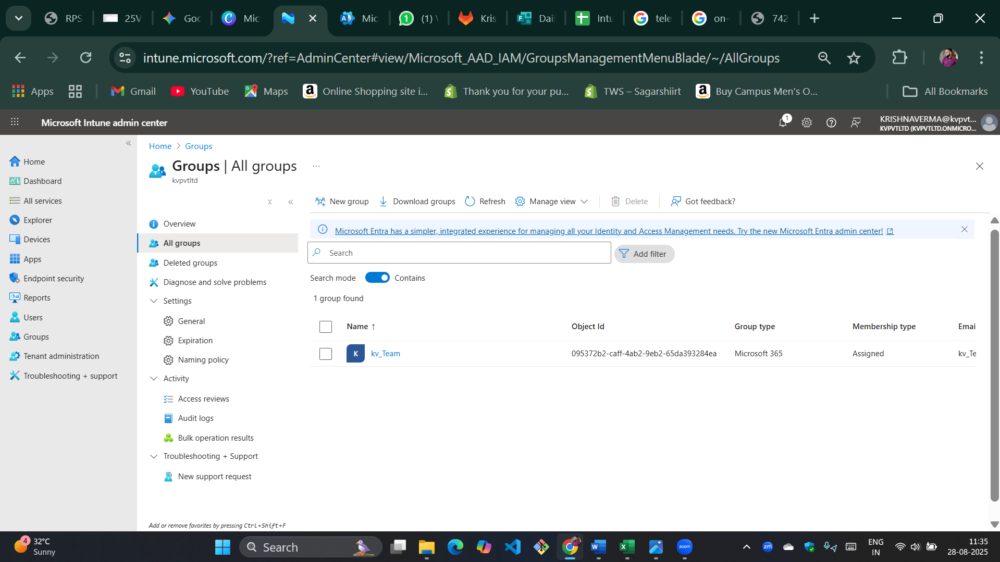 RPS
25V
Goo
Mic
Mic
(1)
Kris
Dail
Intu
tele
on-
742
intune.microsoft.com/?ref=AdminCenter#view/Microsoft_AAD_IAM/GroupsManagementMenuBlade/~/AllGroups
Apps
Gmail
YouTube
Maps
Online Shopping site i...
Thank you for your pu...
TWS – Sagarshiirt
Buy Campus Men's O...
All Bookmarks
Microsoft Intune admin center
1
KRISHNAVERMA@kvpvt...
KVPVTLTD (KVPVTLTD.ONMICRO...
Home
Dashboard
All services
Explorer
Devices
Apps
Endpoint security
Reports
Users
Groups
Tenant administration
Troubleshooting + support
Home > Groups
Groups | All groups
...
kvpvtltd
Overview
All groups
Deleted groups
Diagnose and solve problems
Settings
General
Expiration
Naming policy
Activity
Access reviews
Audit logs
Bulk operation results
Troubleshooting + Support
New support request
Add or remove favorites by pressing Ctrl+Shift+F
New group
Download groups
Refresh
Manage view
Delete
Got feedback?
Microsoft Entra has a simpler, integrated experience for managing all your Identity and Access Management needs. Try the new Microsoft Entra admin center!
Search
Add filter
Search mode
Contains
1 group found
Name ↑
Object Id
Group type
Membership type
Emai
K
kv_Team
095372b2-caff-4ab2-9eb2-65da393284ea
Microsoft 365
Assigned
kv_Te
4
32°C
Sunny
Search
zoom
zm
ENG
IN
11:35
28-08-2025